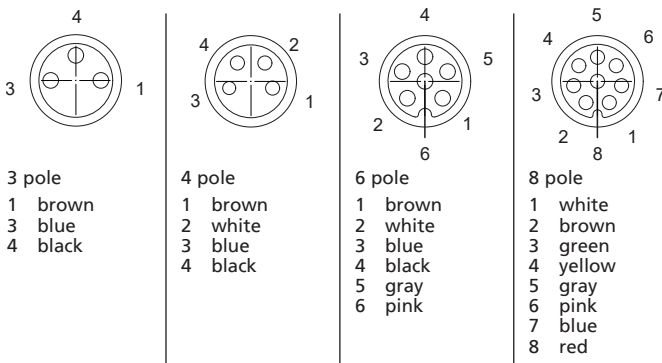 4
3
1
3 pole
1 brown
3 blue
4 black
4
2
3
1
4 pole
1 brown
2 white
3 blue
4 black
4
3
5
2
1
6
6 pole
1 brown
2 white
3 blue
4 black
5 gray
6 pink
5
4
6
3
7
2
1
8
8 pole
1 white
2 brown
3 green
4 yellow
5 gray
6 pink
7 blue
8 red